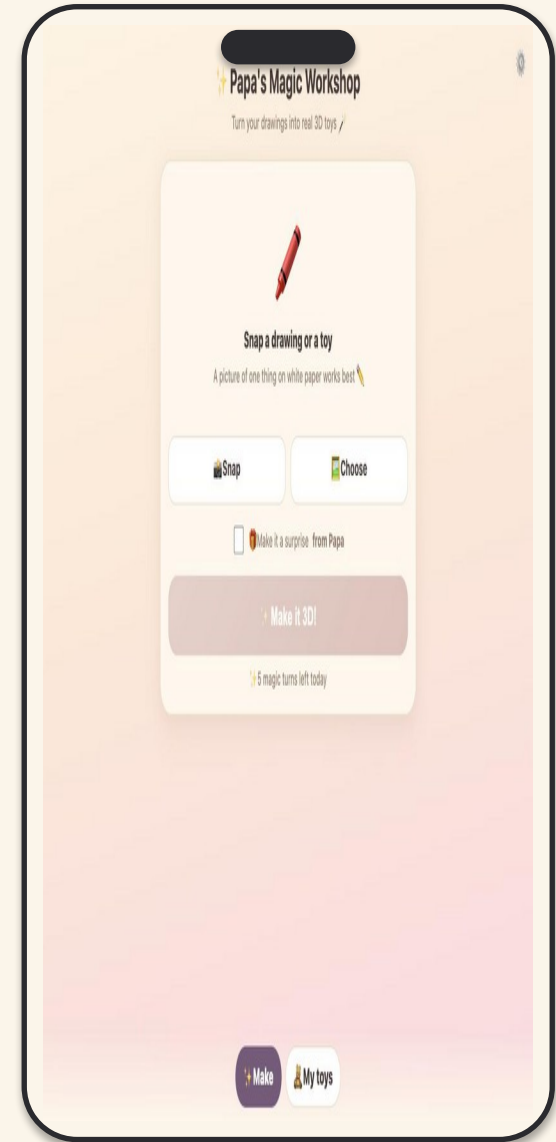 ✨ Papa's Magic Workshop
Turn your drawings into real 3D toys 🪄
Snap a drawing or a toy
A picture of one thing on white paper works best ✏️
📸Snap
🖼️Choose
🎁Make it a surprise from Papa
✨ Make it 3D!
✨5 magic turns left today
✨Make
🧸My toys